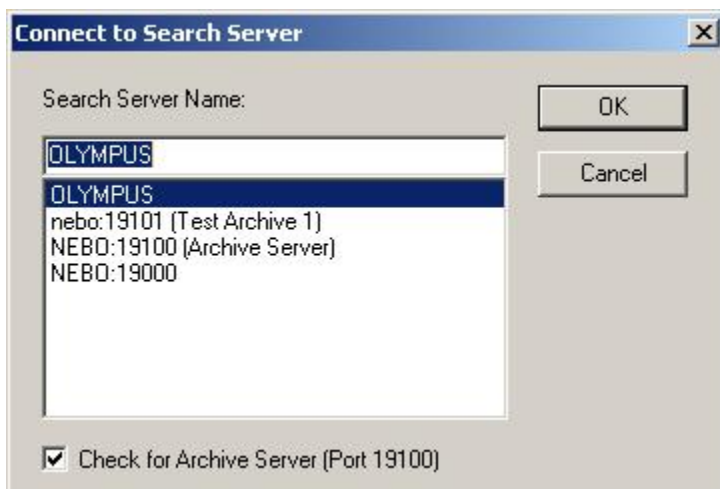 Connect to Search Server
Search Server Name:
OK
OLYMPUS
Cancel
OLYMPUS
nebo:19101 (Test Archive 1)
NEBO:19100 (Archive Server)
NEBO:19000
Check for Archive Server (Port 19100)